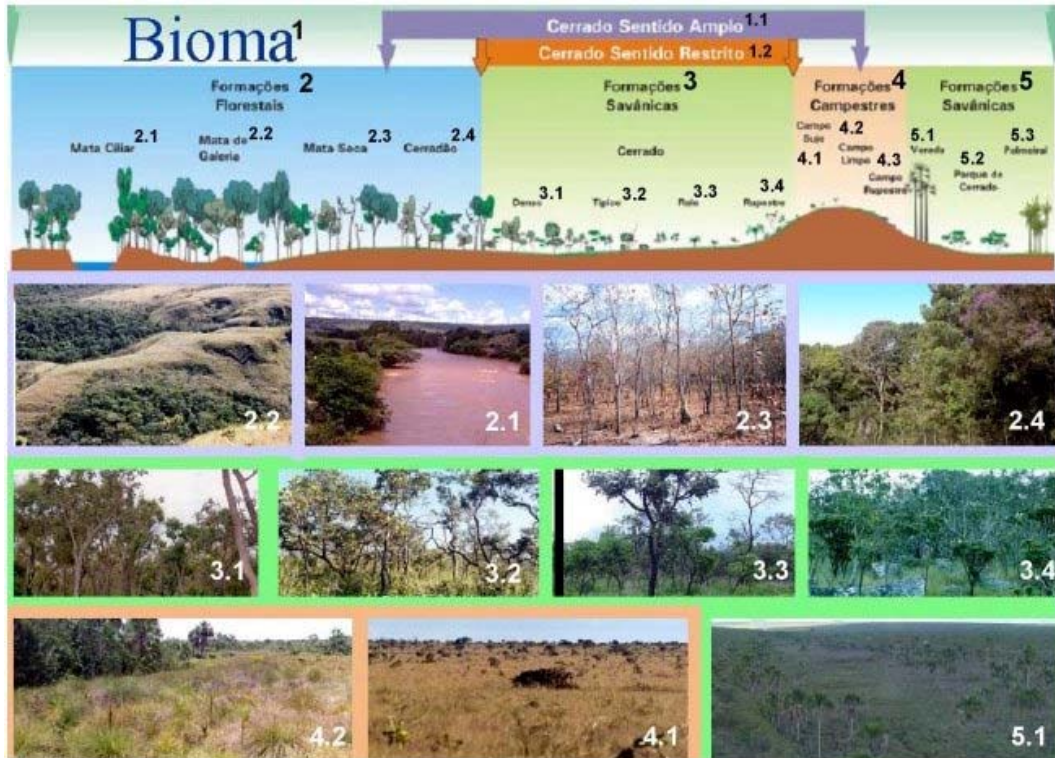 Bioma 1
Cerrado Sentido Amplo 1.1
Cerrado Sentido Restrito 1.2
Formações 2
Florestais
Formações 3
Savânicas
Formações 4
Campestres
Formações 5
Savânicas
Mata Ciliar 2.1
Mata de 2.2
Galeria
Mata Seca 2.3
Cerradão 2.4
Cerrado
Denso 3.1
Típico 3.2
Ralo 3.3
Rupestre 3.4
Campo
Sujo
4.1
4.2
Campo
Limpo
4.3
Campo
Rupestre
5.1
Vereda
5.2
Parque de
Cerrado
5.3
Palmeiral
2.2
2.1
2.3
2.4
3.1
3.2
3.3
3.4
4.2
4.1
5.1